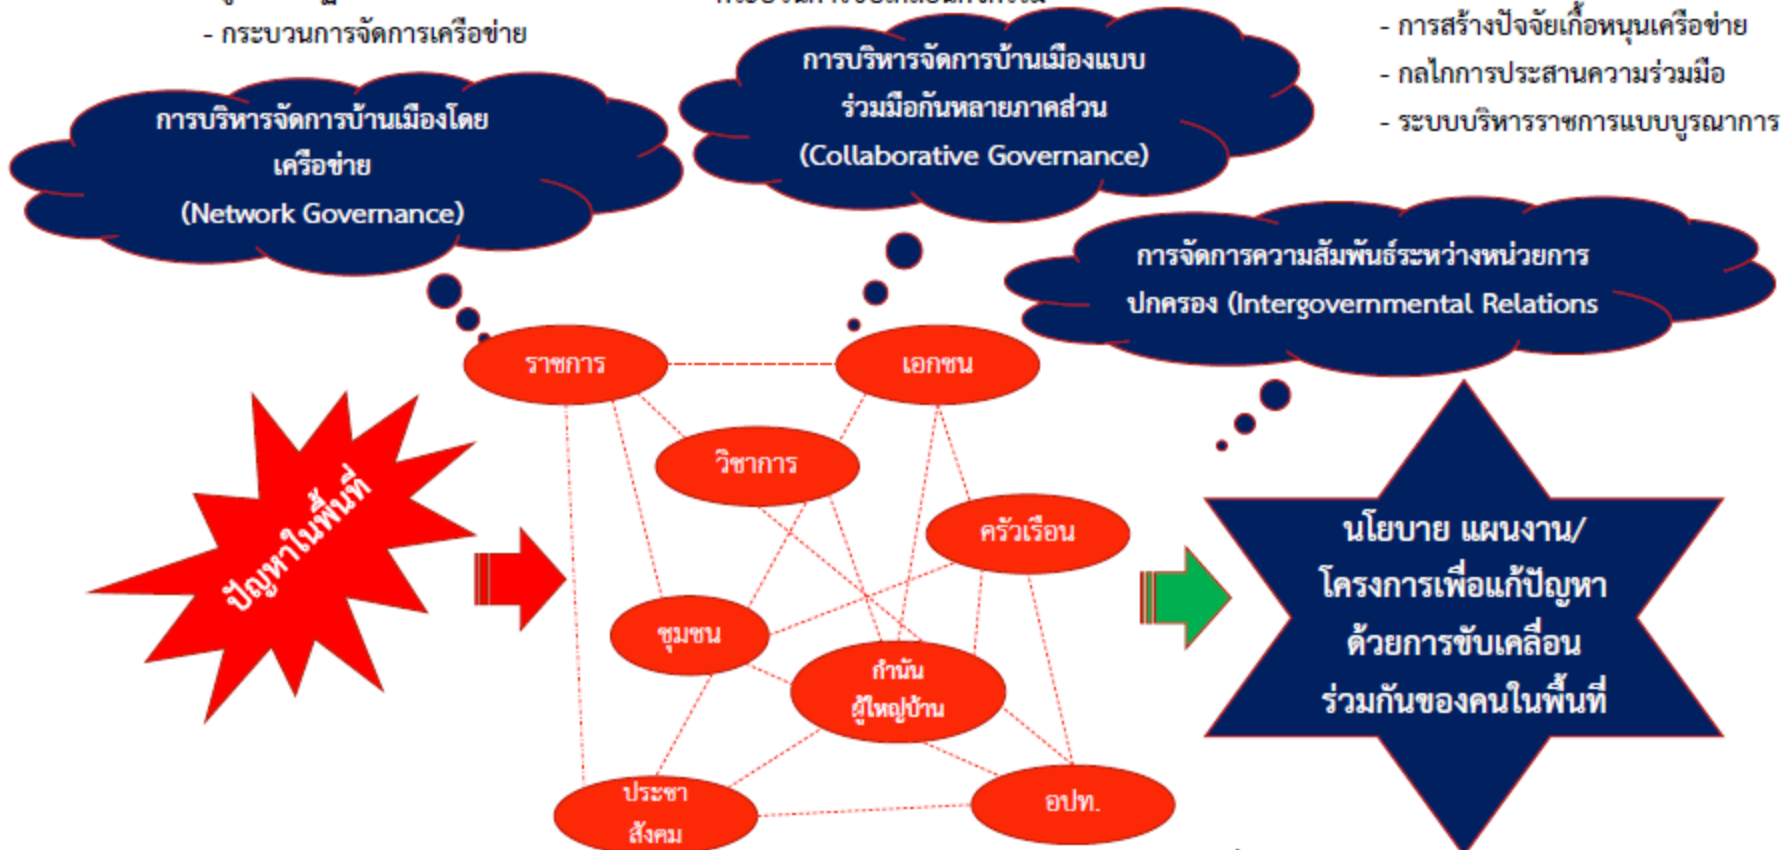 - กระบวนการจัดการเครือข่าย
- การสร้างปัจจัยเกื้อหนุนเครือข่าย
- กลไกการประสานความร่วมมือ
- ระบบบริหารราชการแบบบูรณาการ
การบริหารจัดการบ้านเมืองโดย
เครือข่าย
(Network Governance)
การบริหารจัดการบ้านเมืองแบบ
ร่วมมือกันหลายภาคส่วน
(Collaborative Governance)
การจัดการความสัมพันธ์ระหว่างหน่วยการ
ปกครอง (Intergovernmental Relations
ราชการ
เอกชน
วิชาการ
ครัวเรือน
ชุมชน
กำนัน
ผู้ใหญ่บ้าน
ประชา
สังคม
อปท.
ปัญหาในพื้นที่
นโยบาย แผนงาน/
โครงการเพื่อแก้ปัญหา
ด้วยการขับเคลื่อน
ร่วมกันของคนในพื้นที่